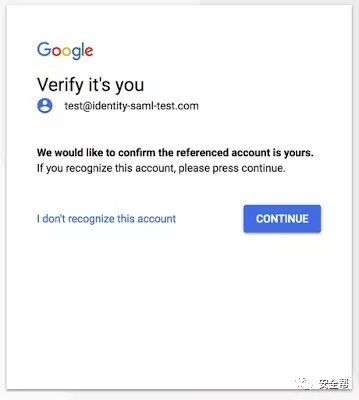 Google
Verify it's you
test@identity-saml-test.com
We would like to confirm the referenced account is yours.
If you recognize this account, please press continue.
I don't recognize this account
CONTINUE
安全帮